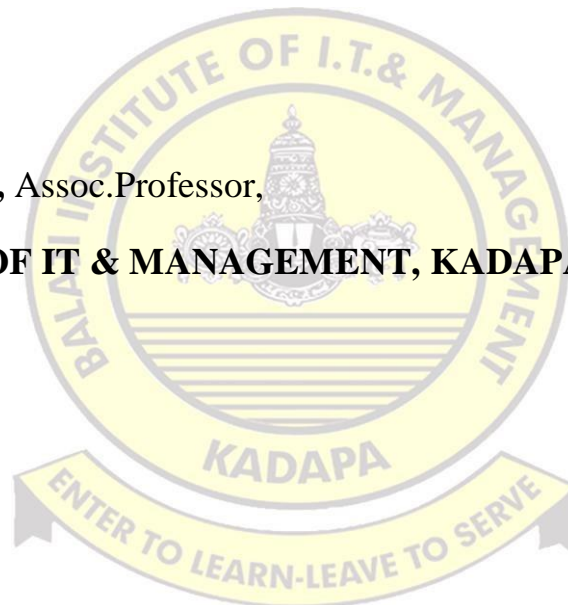 BALAJI INSTITUTE OF I.T.& MANAGEMENT
, Assoc.Professor,
OF IT & MANAGEMENT, KADAPA
KADAPA
ENTER TO LEARN-LEAVE TO SERVE